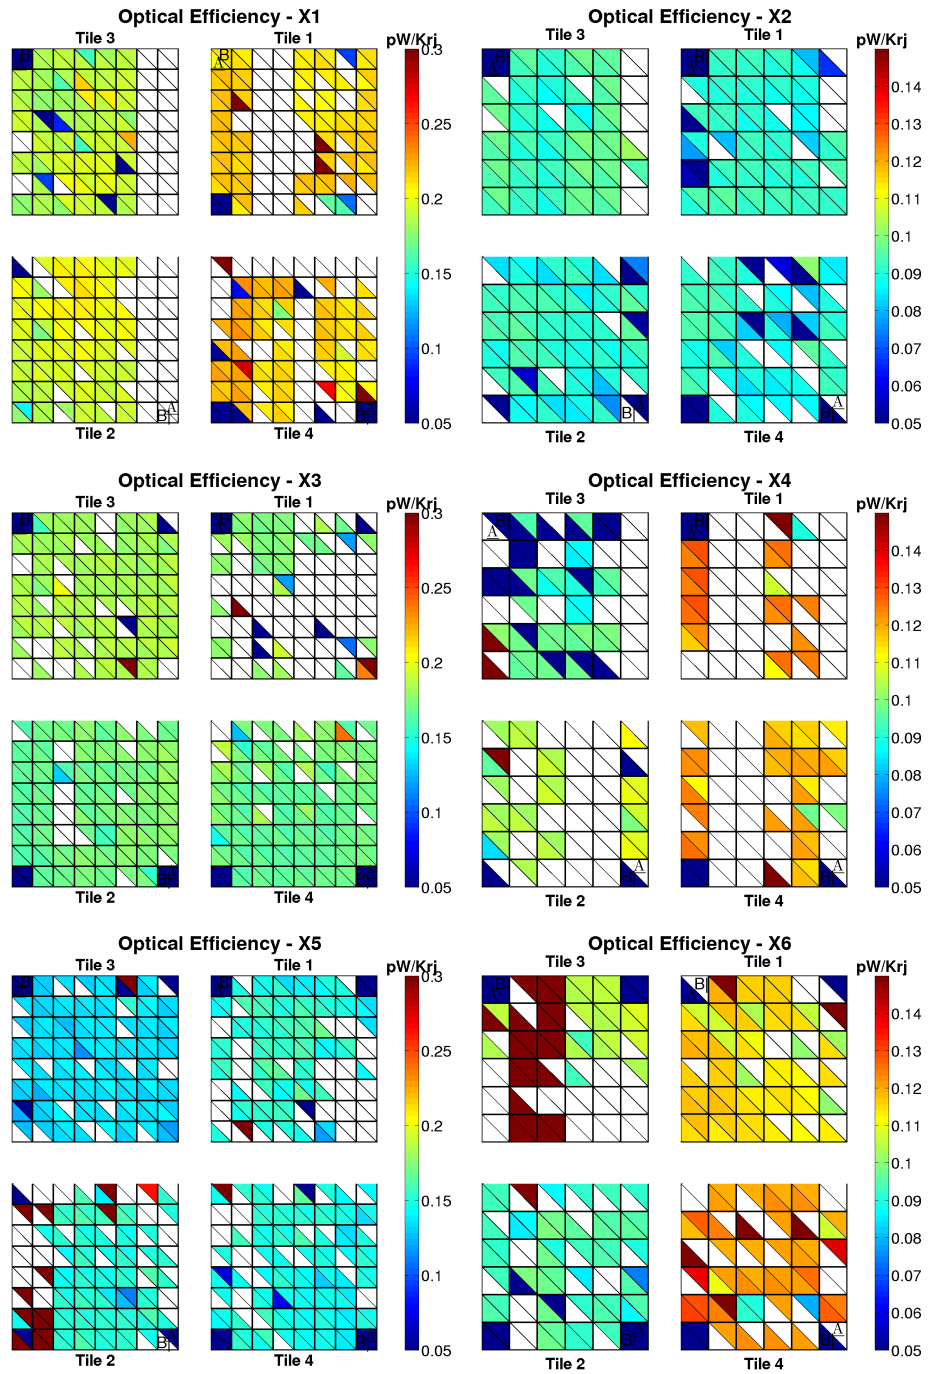 Optical Efficiency - X1
Tile 3
Tile 1
pW/Krj
B
A
B
A
0.3
0.25
0.2
0.15
0.1
0.05
A
B
A
B
Tile 2
Tile 4
Optical Efficiency - X2
Tile 3
Tile 1
pW/Krj
B
A
B
A
0.14
0.13
0.12
0.11
0.1
0.09
0.08
0.07
0.06
0.05
A
B
A
B
Tile 2
Tile 4
Optical Efficiency - X3
Tile 3
Tile 1
pW/Krj
B
A
B
A
0.3
0.25
0.2
0.15
0.1
0.05
A
B
A
B
Tile 2
Tile 4
Optical Efficiency - X4
Tile 3
Tile 1
pW/Krj
B
A
B
A
0.14
0.13
0.12
0.11
0.1
0.09
0.08
0.07
0.06
0.05
A
B
A
B
Tile 2
Tile 4
Optical Efficiency - X5
Tile 3
Tile 1
pW/Krj
B
A
B
A
0.3
0.25
0.2
0.15
0.1
0.05
A
B
A
B
Tile 2
Tile 4
Optical Efficiency - X6
Tile 3
Tile 1
pW/Krj
B
A
B
A
0.14
0.13
0.12
0.11
0.1
0.09
0.08
0.07
0.06
0.05
A
B
A
B
Tile 2
Tile 4